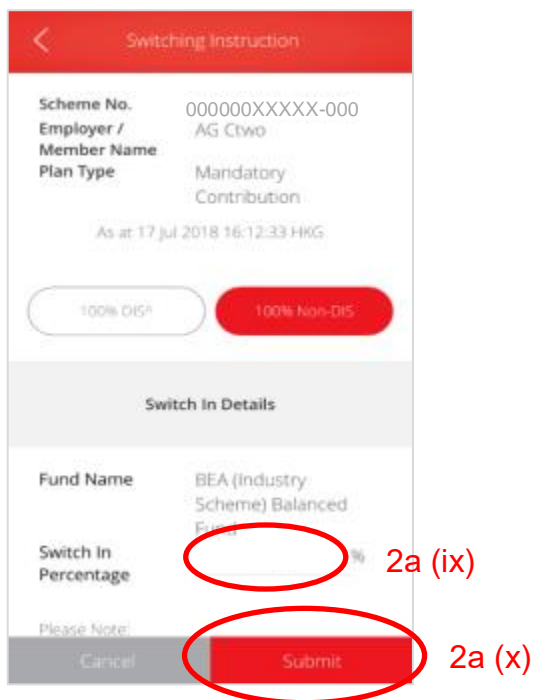 Switching Instruction
Scheme No. 000000XXXXX-000
Employer / AG Ctwo
Member Name
Plan Type Mandatory
Contribution
As at 17 Jul 2018 16:12:33 HKG
100% DIS^ 100% Non-DIS
Switch In Details
Fund Name BEA (Industry
Scheme) Balanced
Fund
Switch In % 2a (ix)
Percentage
Please Note:
Cancel Submit 2a (x)